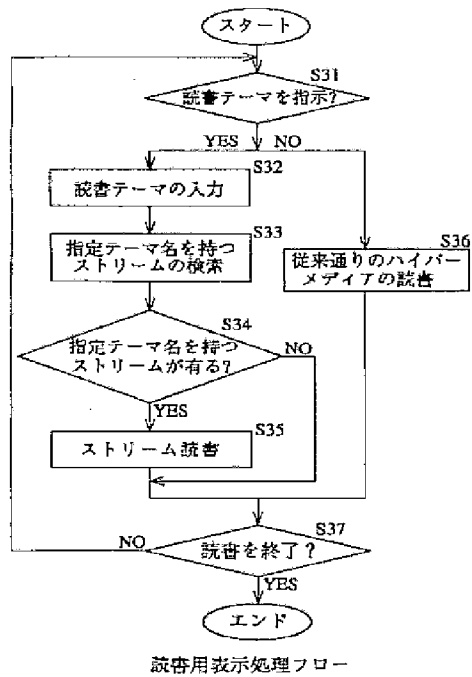 スタート
S31
読書テーマを指示?
YES
NO
S32
読書テーマの入力
S33
指定テーマ名を持つ
ストリームの検索
S36
従来通りのハイパー
メディアの読書
S34
指定テーマ名を持つ
ストリームが有る?
NO
YES
S35
ストリーム読書
S37
読書を終了?
NO
YES
エンド
読書用表示処理フロー